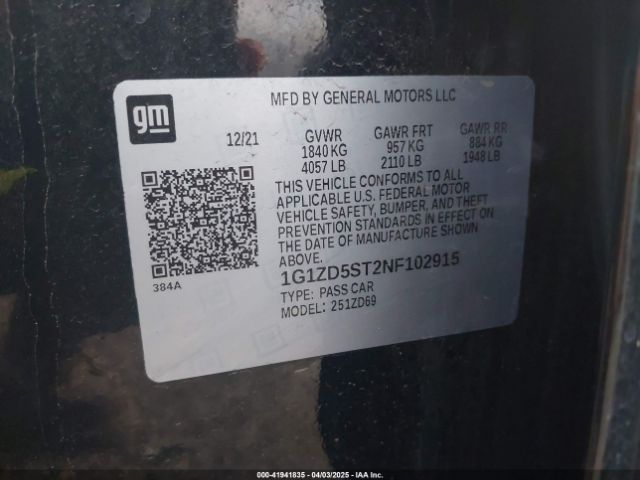 MFD BY GENERAL MOTORS LLC
gm
12/21
GVWR GAWR FRT GAWR RR
1840 KG 957 KG 884 KG
4057 LB 2110 LB 1948 LB
THIS VEHICLE CONFORMS TO ALL
APPLICABLE U.S. FEDERAL MOTOR
VEHICLE SAFETY, BUMPER, AND THEFT
PREVENTION STANDARDS IN EFFECT ON
THE DATE OF MANUFACTURE SHOWN
ABOVE.
384A
1G1ZD5ST2NF102915
TYPE: PASS CAR
MODEL: 251ZD69
000-41941835 - 04/03/2025 - IAA Inc.